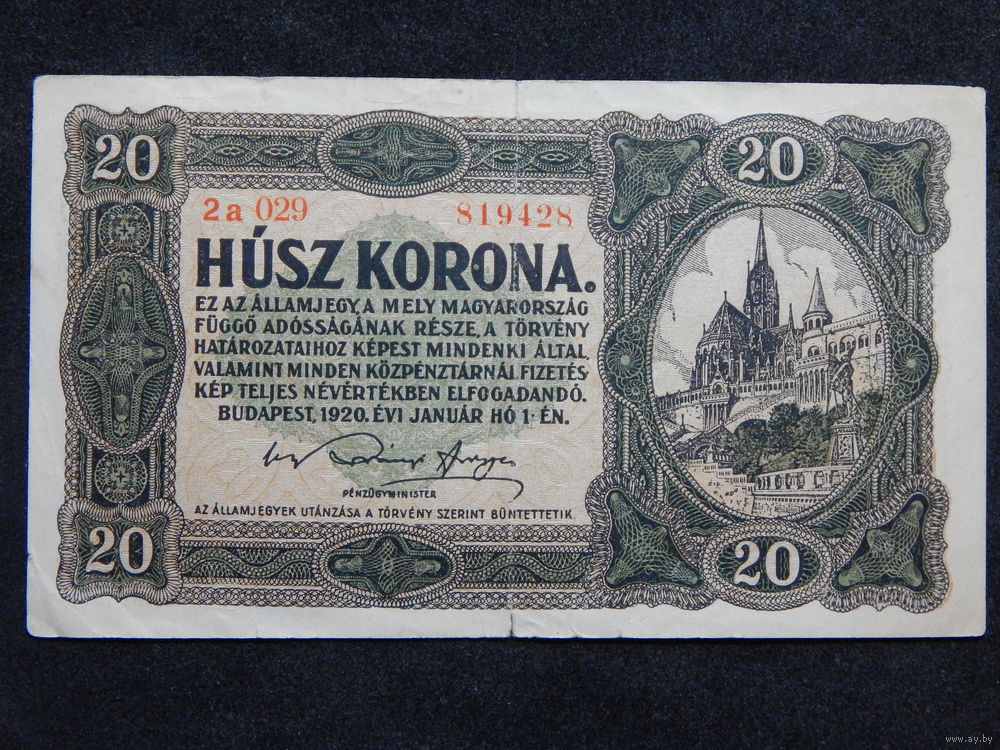 20
20
2a 029 819428
HÚSZ KORONA.
EZ AZ ÁLLAMJEGY, A MELY MAGYARORSZÁG
FÜGGŐ ADÓSSÁGÁNAK RÉSZE, A TÖRVÉNY
HATÁROZATAIHOZ KÉPEST MINDENKI ÁLTAL,
VALAMINT MINDEN KÖZPÉNZTÁRNÁL FIZETÉS-
KÉP TELJES NÉVÉRTÉKBEN ELFOGADANDÓ.
BUDAPEST, 1920. ÉVI JANUÁR HÓ 1-ÉN.
PÉNZÜGYMINISTER
AZ ÁLLAMJEGYEK UTÁNZÁSA A TÖRVÉNY SZERINT BÜNTETTETIK.
20
20
www.ay.by